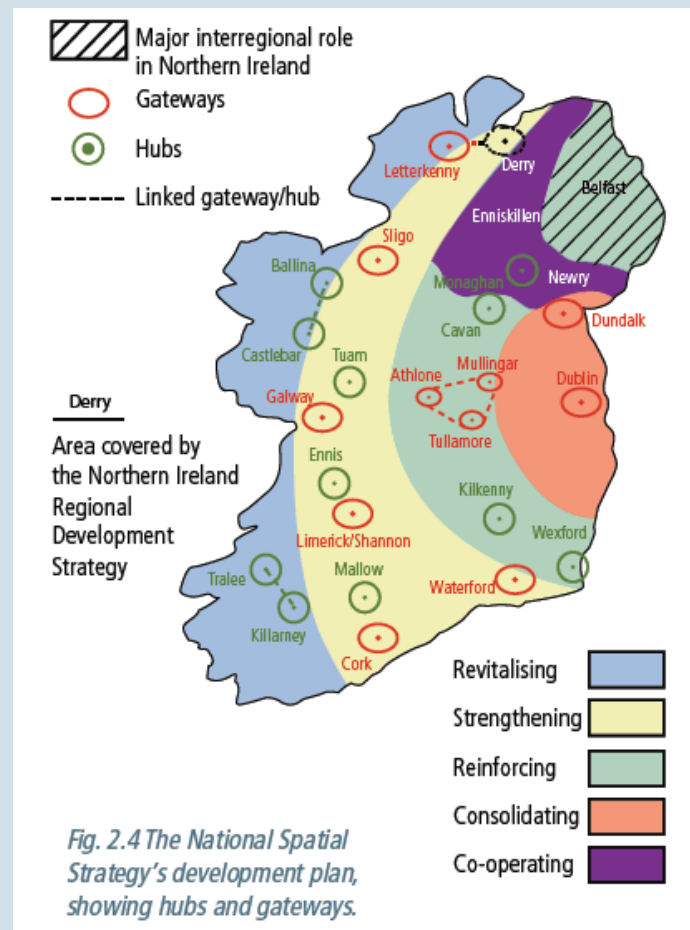 Major interregional role
in Northern Ireland
Gateways
Hubs
Linked gateway/hub
Letterkenny
Derry
Belfast
Enniskillen
Sligo
Ballina
Monaghan
Newry
Cavan
Dundalk
Castlebar
Tuam
Athlone
Mullingar
Dublin
Galway
Tullamore
Derry
Area covered by
the Northern Ireland
Regional
Development
Strategy
Ennis
Kilkenny
Limerick/Shannon
Wexford
Tralee
Mallow
Waterford
Killarney
Cork
Revitalising
Strengthening
Reinforcing
Consolidating
Co-operating
Fig. 2.4 The National Spatial
Strategy's development plan,
showing hubs and gateways.